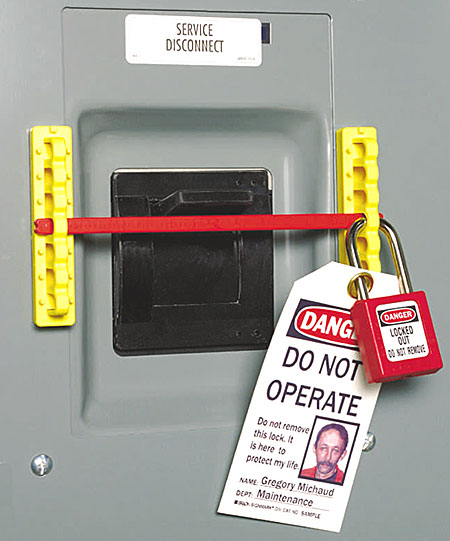 SERVICE
DISCONNECT
DANGER
LOCKED
OUT
DO NOT REMOVE
DANG
DO NOT
OPERATE
Do not remove
this lock. It
is here to
protect my life.
NAME: Gregory Michaud
DEPT: Maintenance
SAMPLE